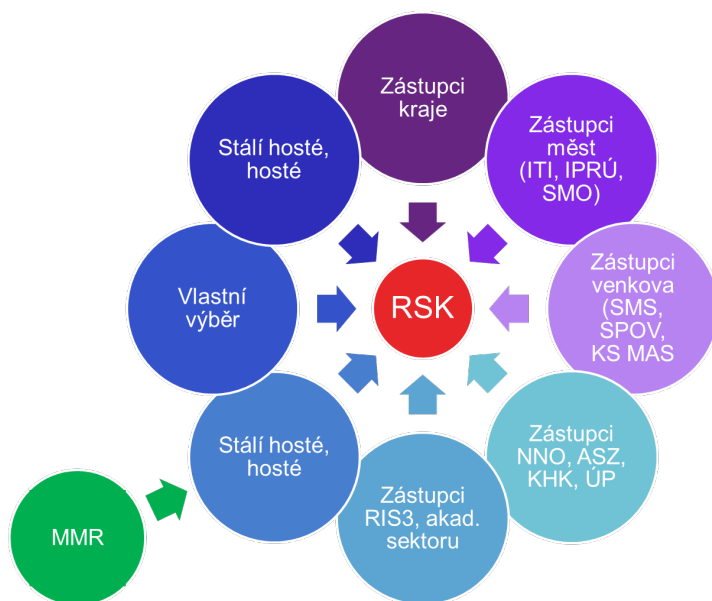 Zástupci
kraje
Zástupci
měst
(ITI, IPRÚ,
SMO)
Zástupci
venkova
(SMS,
SPOV,
KS MAS
Zástupci
NNO, ASZ,
KHK, ÚP
Zástupci
RIS3, akad.
sektoru
Stálí hosté,
hosté
Vlastní
výběr
Stálí hosté,
hosté
RSK
MMR